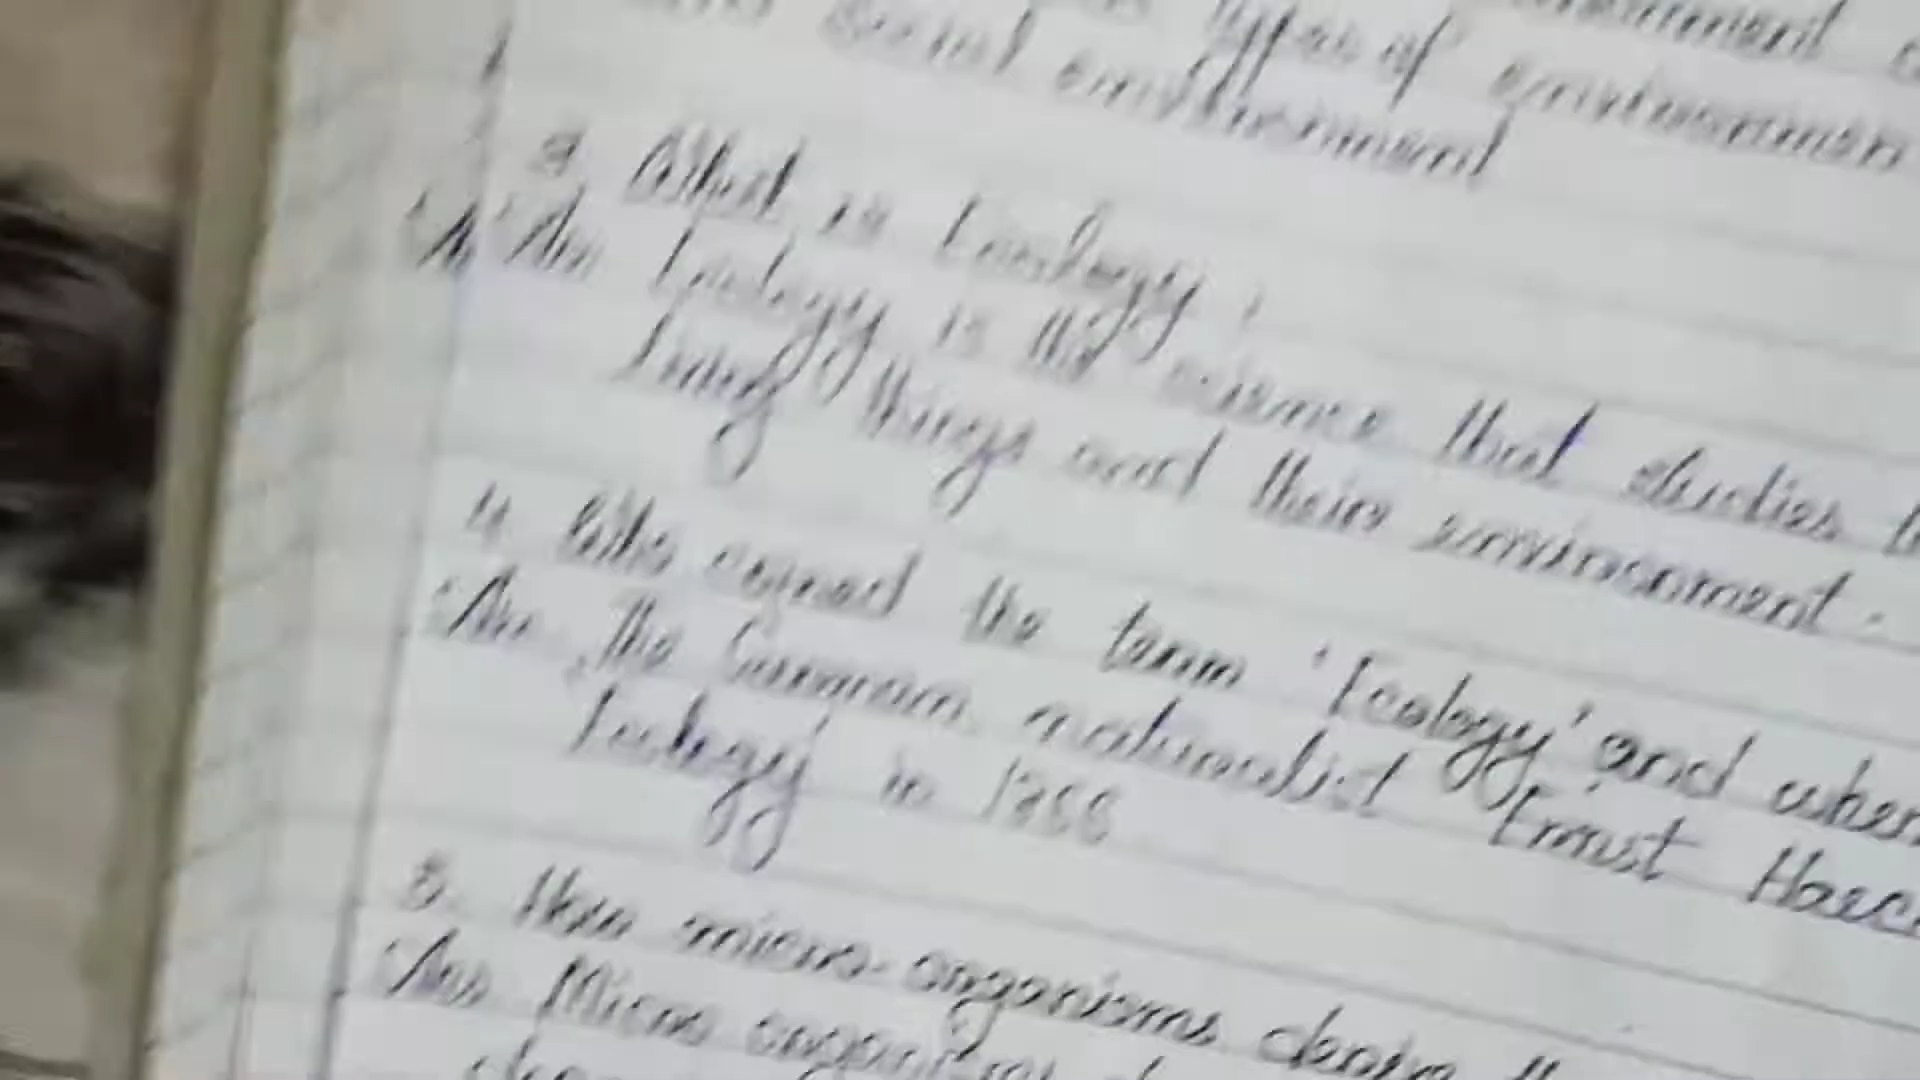 types of environmen
social environment
3. What is Ecology?
Ans Ecology is the science that studies
living things and their environment.
4. Who coined the term 'Ecology' and when
Ans The German naturalist Ernst Haec
Ecology in 1866
5. How micro-organisms
Ans Micro